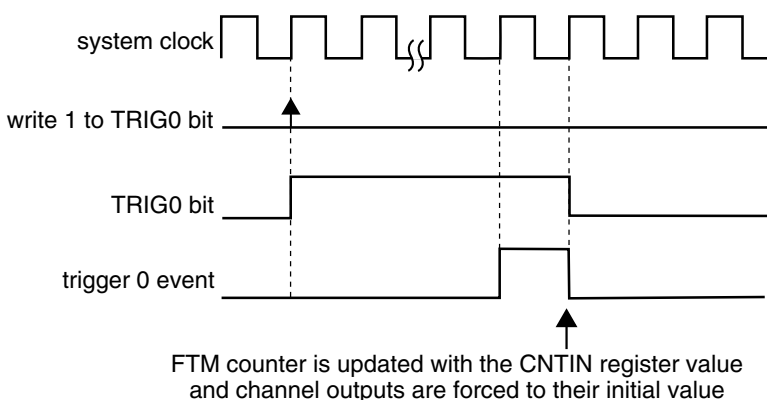 system clock
write 1 to TRIG0 bit
TRIG0 bit
trigger 0 event
FTM counter is updated with the CNTIN register value
and channel outputs are forced to their initial value